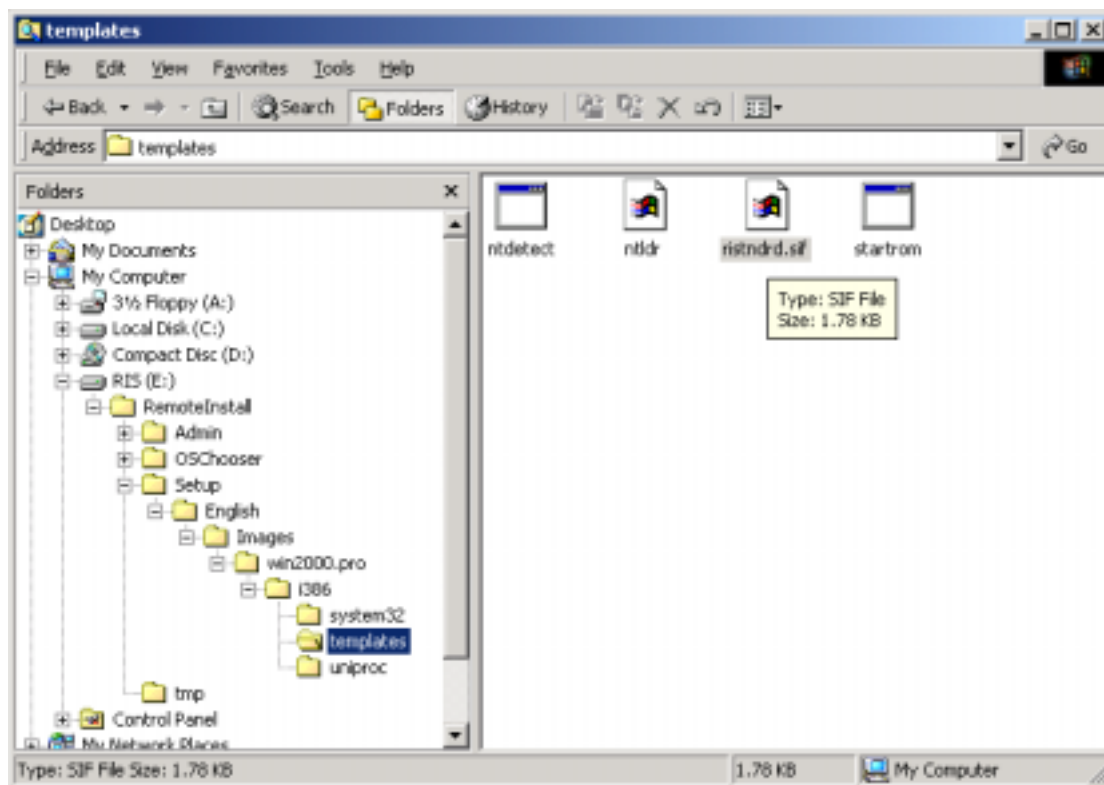 templates
File Edit View Favorites Tools Help
Back Search Folders History
Address templates Go
Folders
Desktop
My Documents
My Computer
3½ Floppy (A:)
Local Disk (C:)
Compact Disc (D:)
RIS (E:)
RemoteInstall
Admin
OSChooser
Setup
English
Images
win2000.pro
i386
system32
templates
uniproc
tmp
Control Panel
My Network Places
ntdetect ntldr ristndrd.sif startrom
Type: SIF File
Size: 1.78 KB
Type: SIF File Size: 1.78 KB 1.78 KB My Computer